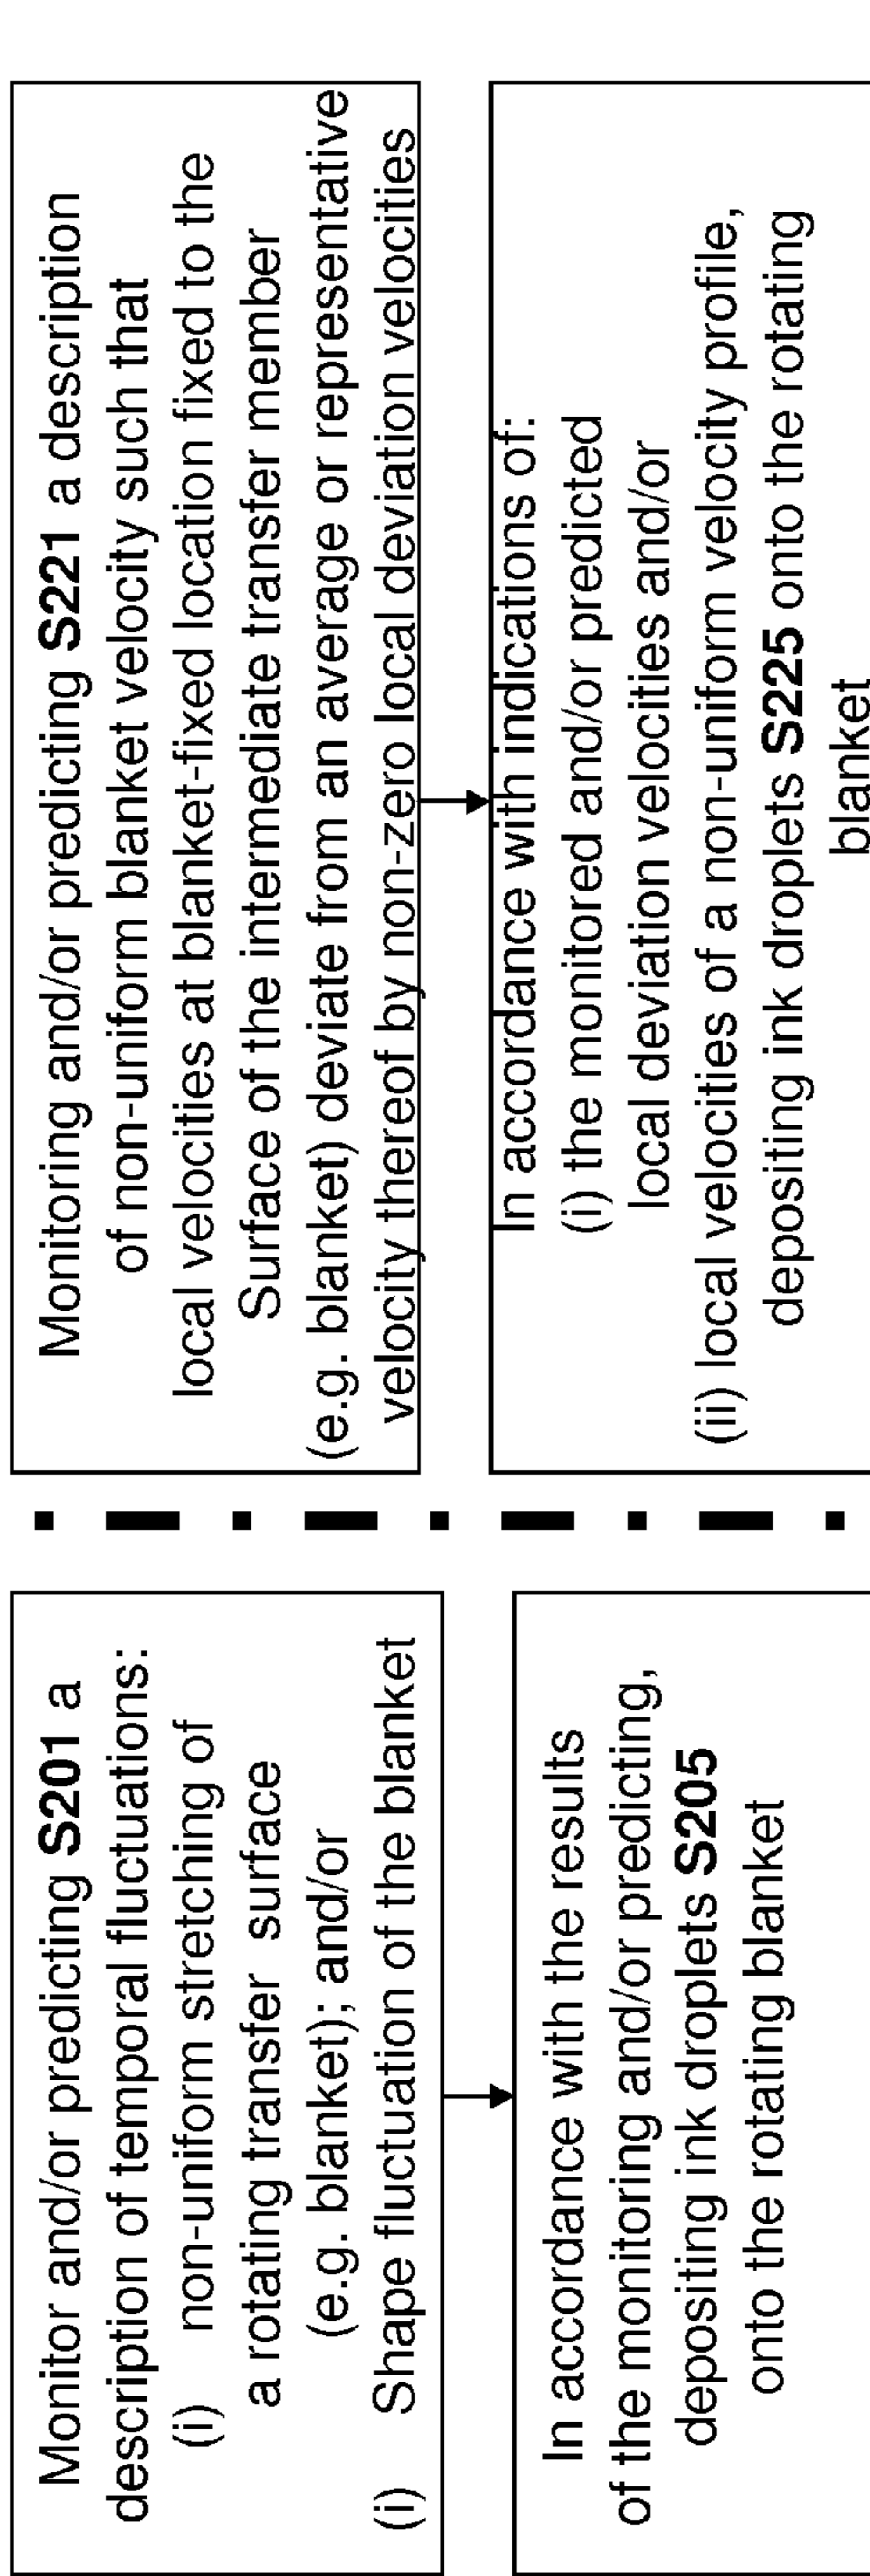 Monitor and/or predicting S201 a
description of temporal fluctuations:
(i) non-uniform stretching of
a rotating transfer surface
(e.g. blanket); and/or
(i) Shape fluctuation of the blanket
In accordance with the results
of the monitoring and/or predicting,
depositing ink droplets S205
onto the rotating blanket
Monitoring and/or predicting S221 a description
of non-uniform blanket velocity such that
local velocities at blanket-fixed location fixed to the
Surface of the intermediate transfer member
(e.g. blanket) deviate from an average or representative
velocity thereof by non-zero local deviation velocities
In accordance with indications of:
(i) the monitored and/or predicted
local deviation velocities and/or
(ii) local velocities of a non-uniform velocity profile,
depositing ink droplets S225 onto the rotating
blanket